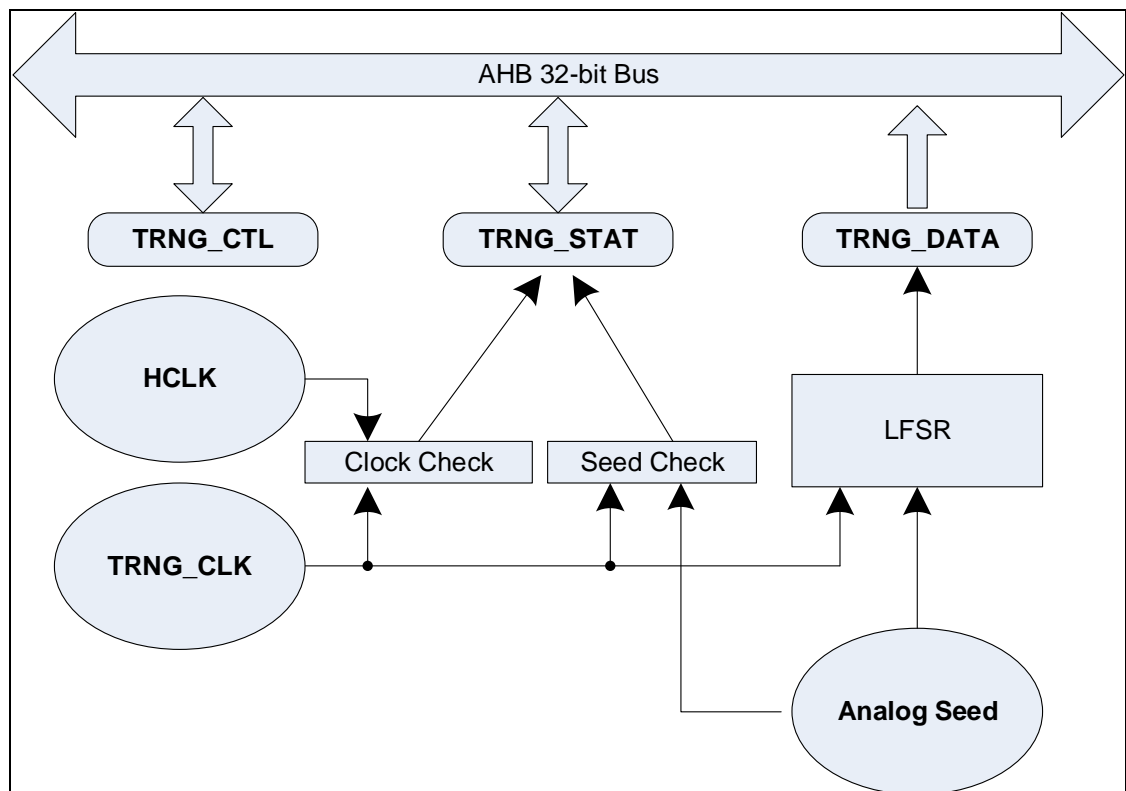 AHB 32-bit Bus
TRNG_CTL
TRNG_STAT
TRNG_DATA
HCLK
LFSR
Clock Check
Seed Check
TRNG_CLK
Analog Seed